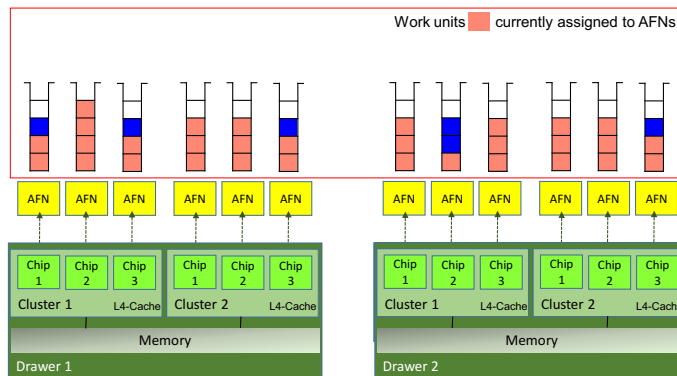 Work units currently assigned to AFNs
AFN AFN AFN AFN AFN AFN AFN AFN AFN AFN AFN AFN
Chip 1 Chip 2 Chip 3 Chip 1 Chip 2 Chip 3 Chip 1 Chip 2 Chip 3 Chip 1 Chip 2 Chip 3
Cluster 1 L4-Cache Cluster 2 L4-Cache Cluster 1 L4-Cache Cluster 2 L4-Cache
Memory Memory
Drawer 1 Drawer 2